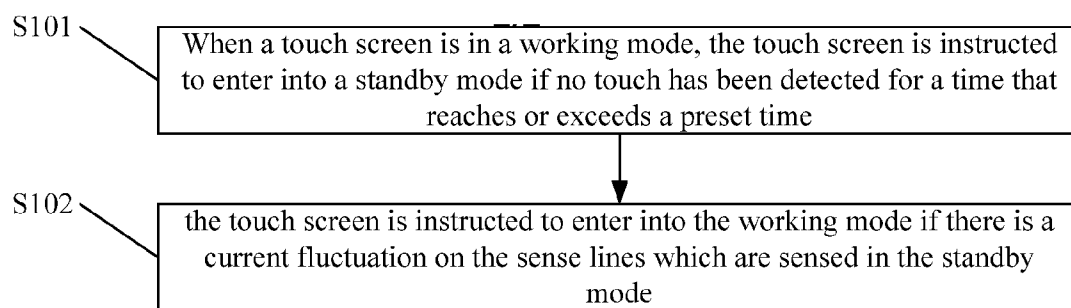 S101
When a touch screen is in a working mode, the touch screen is instructed
to enter into a standby mode if no touch has been detected for a time that
reaches or exceeds a preset time
S102
the touch screen is instructed to enter into the working mode if there is a
current fluctuation on the sense lines which are sensed in the standby
mode